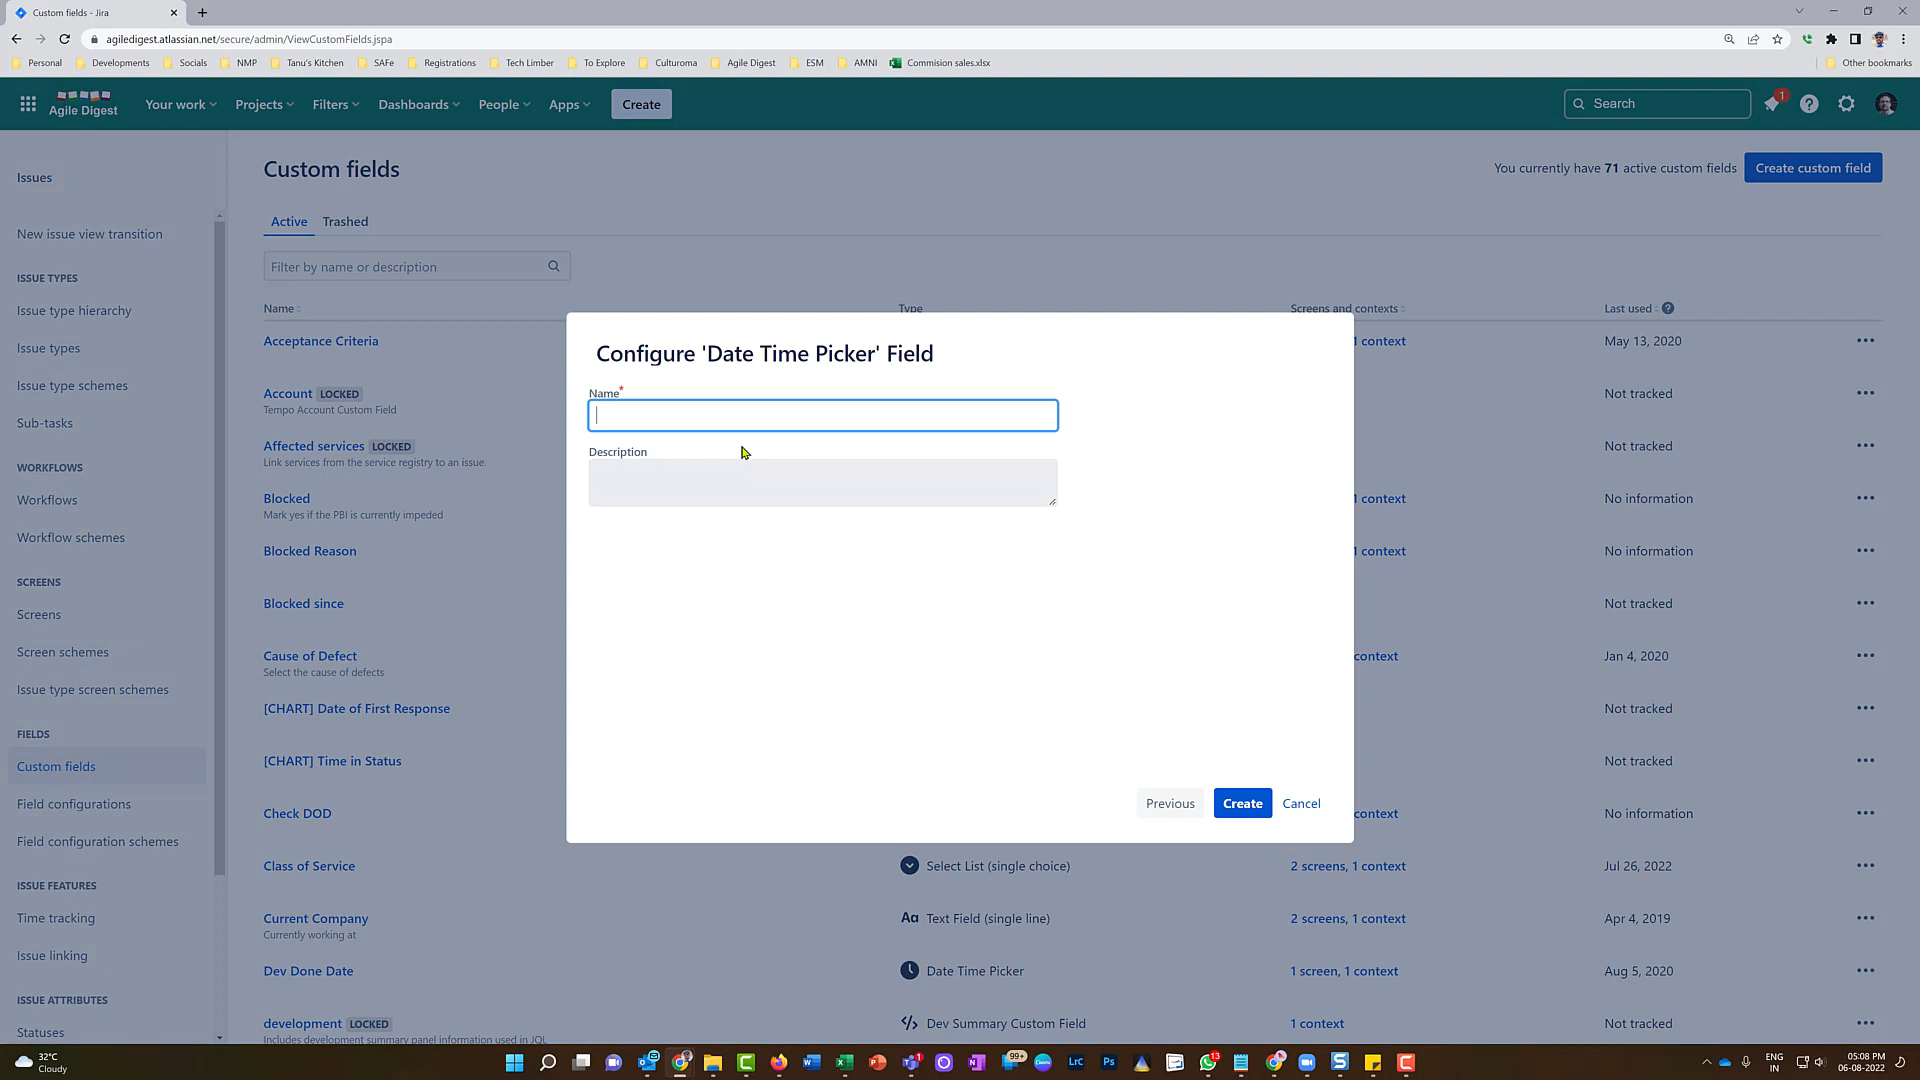 Custom fields - Jira
agiledigest.atlassian.net/secure/admin/ViewCustomFields.jspa
Personal Developments Socials NMP Tanu's Kitchen SAFe Registrations Tech Limber To Explore Culturoma Agile Digest ESM AMNI Commision sales.xlsx Other bookmarks
Agile Digest Your work Projects Filters Dashboards People Apps Create Search 1
Issues
New issue view transition
ISSUE TYPES
Issue type hierarchy
Issue types
Issue type schemes
Sub-tasks
WORKFLOWS
Workflows
Workflow schemes
SCREENS
Screens
Screen schemes
Issue type screen schemes
FIELDS
Custom fields
Field configurations
Field configuration schemes
ISSUE FEATURES
Time tracking
Issue linking
ISSUE ATTRIBUTES
Statuses
Custom fields
You currently have 71 active custom fields Create custom field
Active Trashed
Filter by name or description
Name Type Screens and contexts Last used
Acceptance Criteria 1 context May 13, 2020
Account LOCKED Not tracked
Tempo Account Custom Field
Affected services LOCKED Not tracked
Link services from the service registry to an issue.
Blocked 1 context No information
Mark yes if the PBI is currently impeded
Blocked Reason 1 context No information
Blocked since Not tracked
Cause of Defect context Jan 4, 2020
Select the cause of defects
[CHART] Date of First Response Not tracked
[CHART] Time in Status Not tracked
Check DOD context No information
Class of Service Select List (single choice) 2 screens, 1 context Jul 26, 2022
Current Company Aa Text Field (single line) 2 screens, 1 context Apr 4, 2019
Currently working at
Dev Done Date Date Time Picker 1 screen, 1 context Aug 5, 2020
development LOCKED Dev Summary Custom Field 1 context Not tracked
Includes development summary panel information used in JQL
Configure 'Date Time Picker' Field
Name*
Description
Previous Create Cancel
32°C
Cloudy
99+
LrC
Ps
13
1
ENG
IN
05:08 PM
06-08-2022